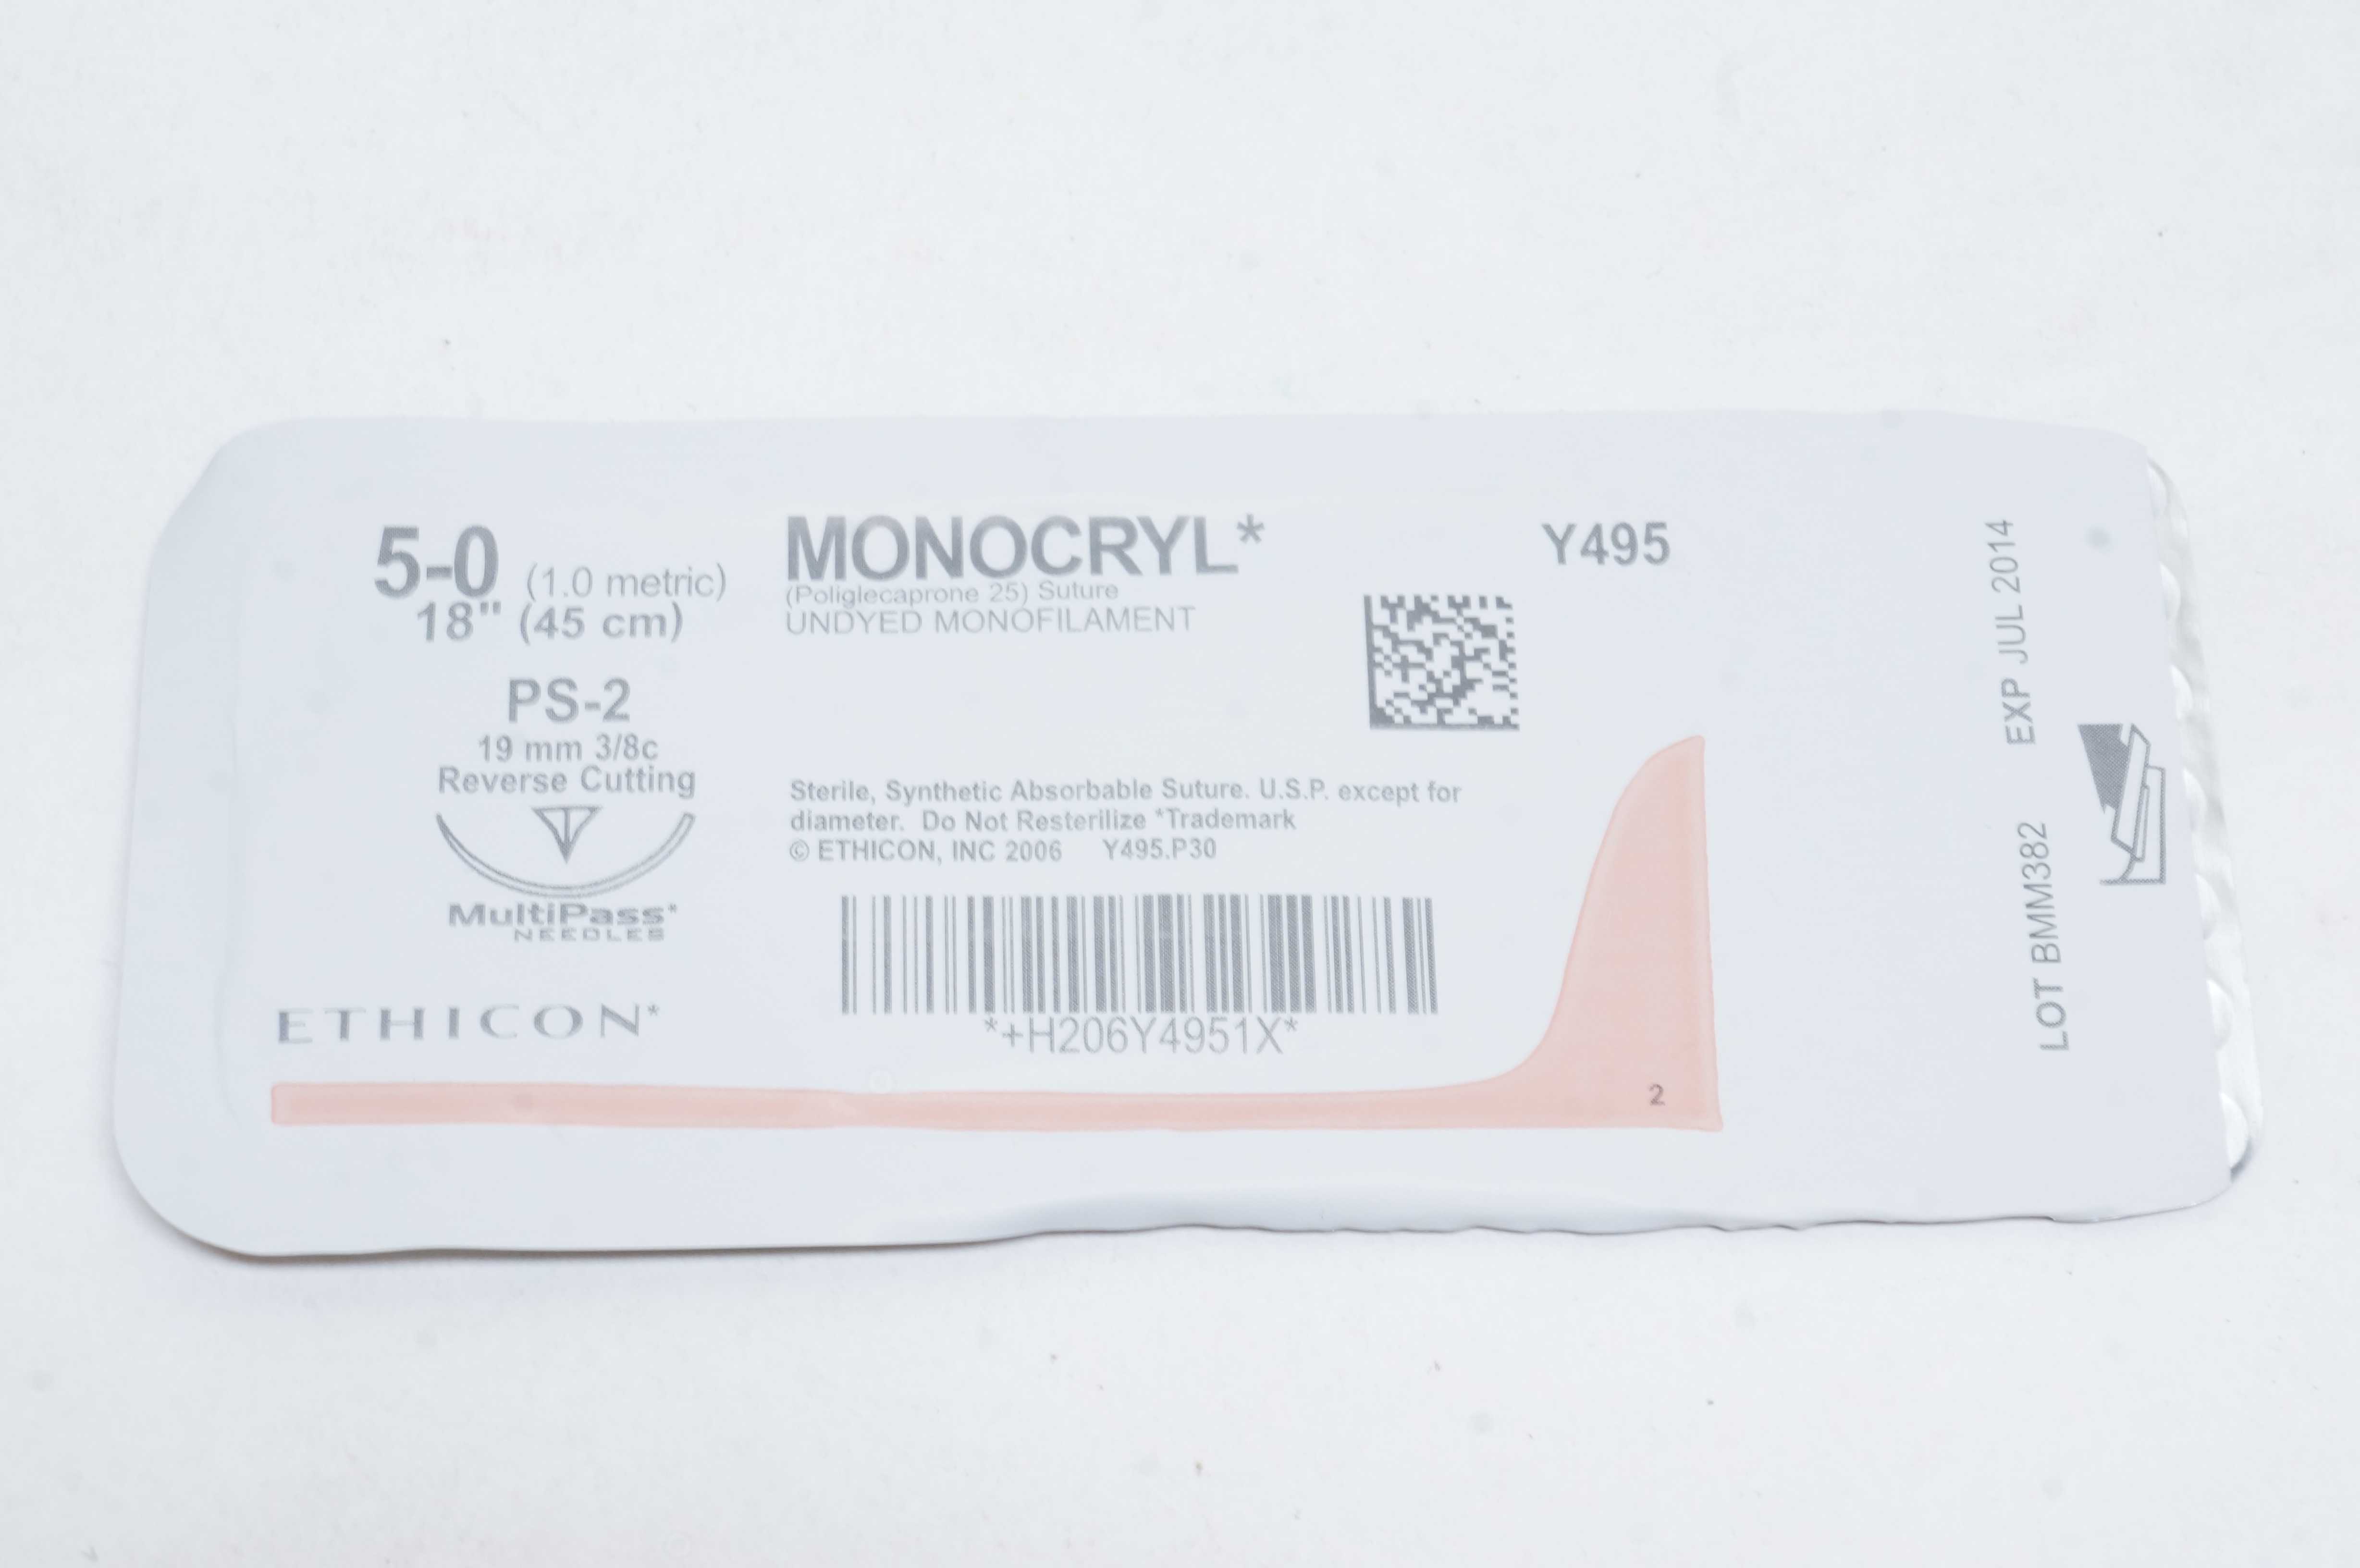 5-0 (1.0 metric)
18" (45 cm)
PS-2
19 mm 3/8c
Reverse Cutting
MultiPass*
NEEDLES
ETHICON*
MONOCRYL*
(Poliglecaprone 25) Suture
UNDYED MONOFILAMENT
Y495
Sterile, Synthetic Absorbable Suture. U.S.P. except for
diameter. Do Not Resterilize *Trademark
© ETHICON, INC 2006 Y495.P30
*+H206Y4951X*
2
LOT BMM382 EXP JUL 2014